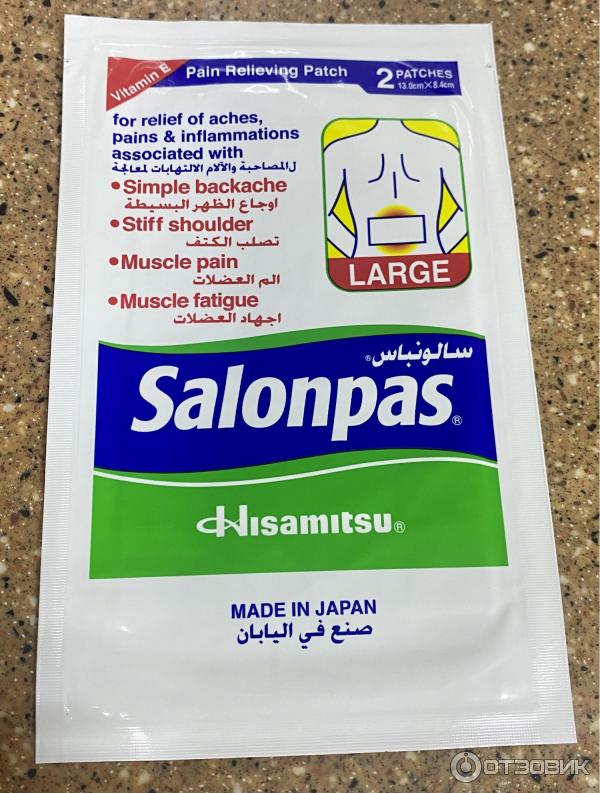 Vitamin E
Pain Relieving Patch
2 PATCHES
13.0cm×8.4cm
for relief of aches,
pains & inflammations
associated with
لمعالجة الالتهابات والآلام المصاحبة لـ
•Simple backache
اوجاع الظهر البسيطة
•Stiff shoulder
تصلب الكتف
•Muscle pain
الم العضلات
•Muscle fatigue
اجهاد العضلات
LARGE
سالونباس®
Salonpas®
Hisamitsu®
MADE IN JAPAN
صنع في اليابان
ОТЗОВИК